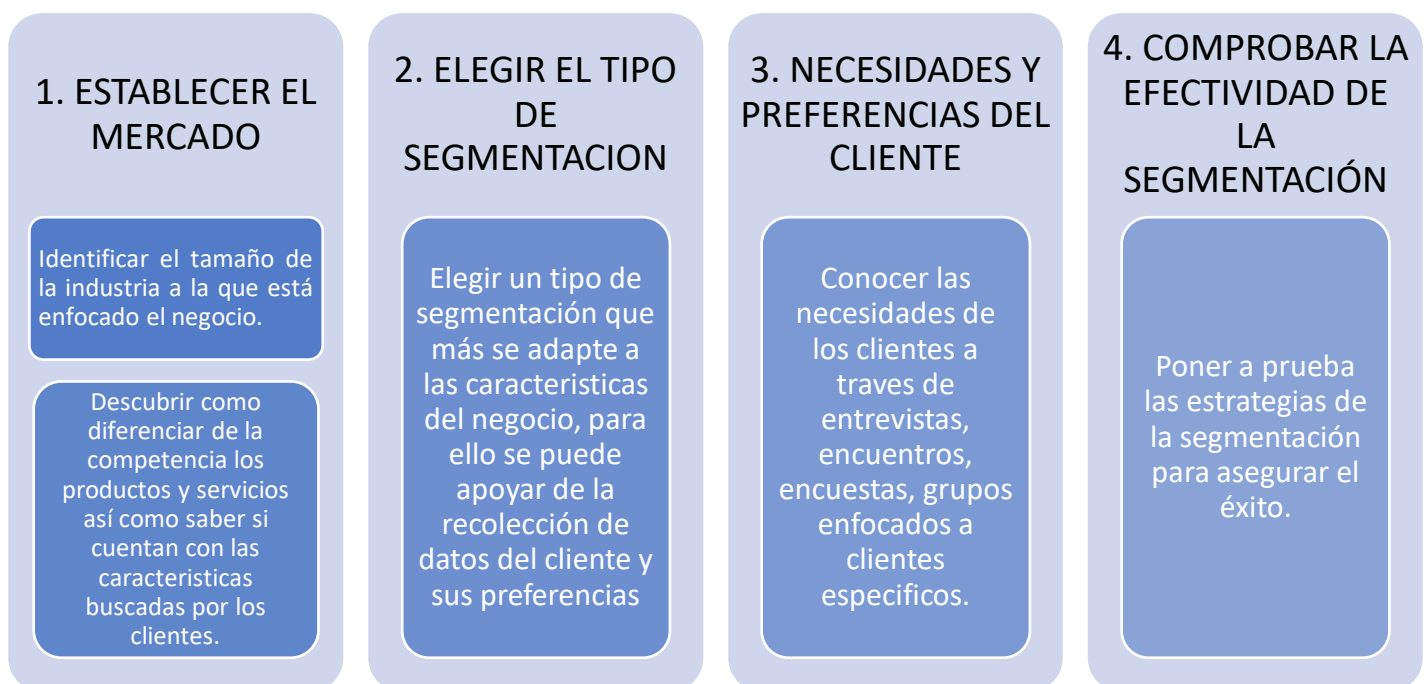 1. ESTABLECER EL
MERCADO
Identificar el tamaño de
la industria a la que está
enfocado el negocio.
Descubrir como
diferenciar de la
competencia los
productos y servicios
así como saber si
cuentan con las
caracteristicas
buscadas por los
clientes.
2. ELEGIR EL TIPO
DE
SEGMENTACION
Elegir un tipo de
segmentación que
más se adapte a
las caracteristicas
del negocio, para
ello se puede
apoyar de la
recolección de
datos del cliente y
sus preferencias
3. NECESIDADES Y
PREFERENCIAS DEL
CLIENTE
Conocer las
necesidades de
los clientes a
traves de
entrevistas,
encuentros,
encuestas, grupos
enfocados a
clientes
especificos.
4. COMPROBAR LA
EFECTIVIDAD DE
LA
SEGMENTACIÓN
Poner a prueba
las estrategias de
la segmentación
para asegurar el
éxito.